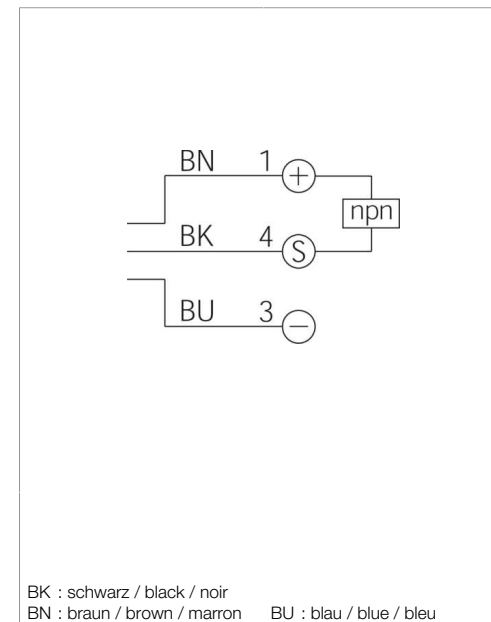 BN 1 +
npn
BK 4 S
BU 3 −
BK : schwarz / black / noir
BN : braun / brown / marron BU : blau / blue / bleu